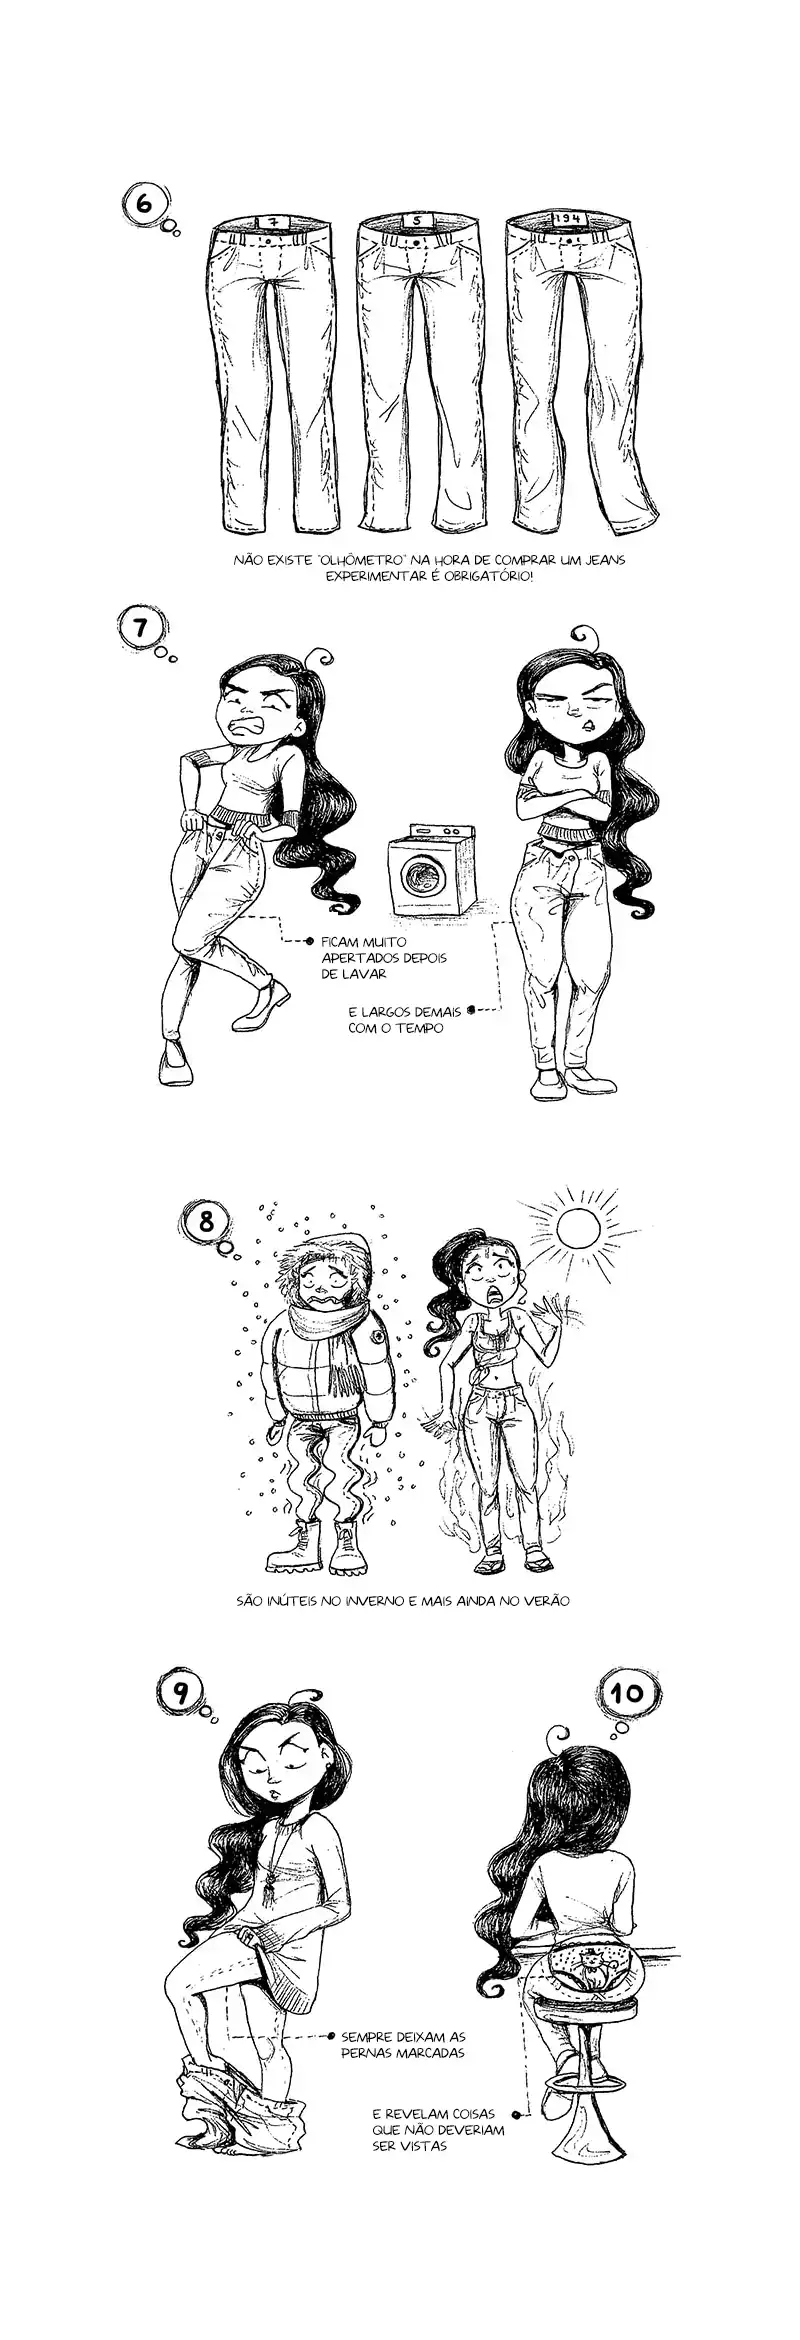 6
7
5
194
NÃO EXISTE "OLHÔMETRO" NA HORA DE COMPRAR UM JEANS
EXPERIMENTAR É OBRIGATÓRIO!
7
FICAM MUITO
APERTADOS DEPOIS
DE LAVAR
E LARGOS DEMAIS
COM O TEMPO
8
SÃO INÚTEIS NO INVERNO E MAIS AINDA NO VERÃO
9
10
SEMPRE DEIXAM AS
PERNAS MARCADAS
E REVELAM COISAS
QUE NÃO DEVERIAM
SER VISTAS